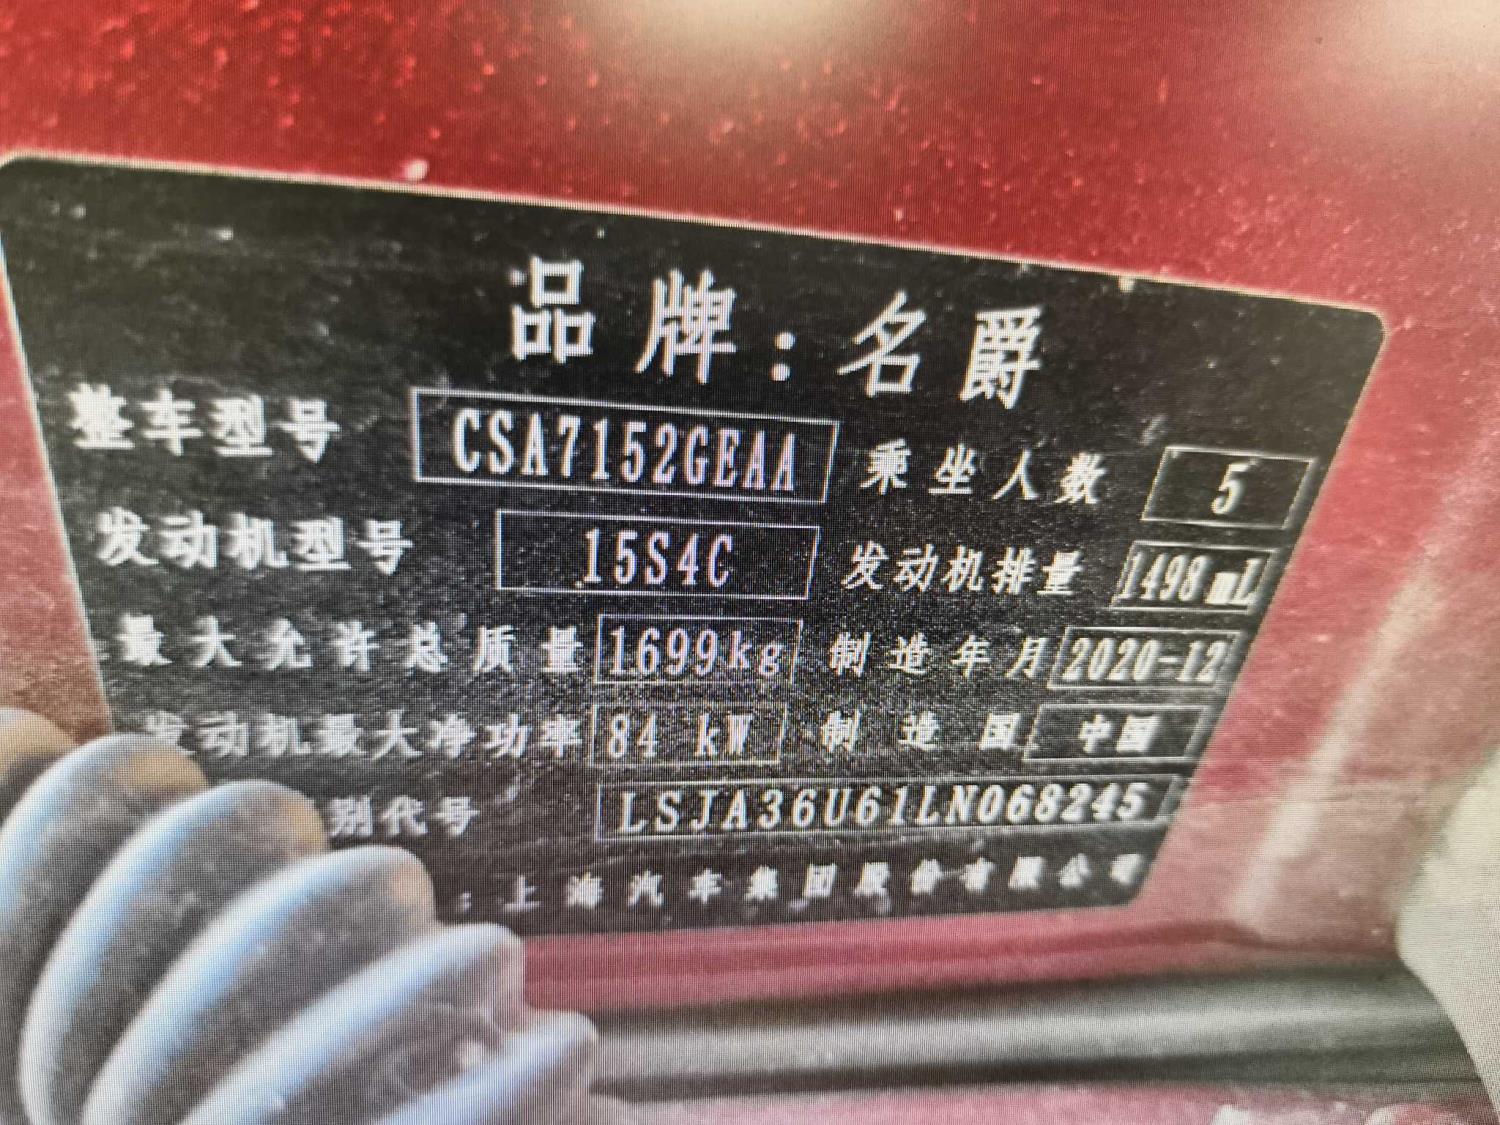 品牌：名爵
整车型号 CSA7152GEAA 乘坐人数 5
发动机型号 15S4C 发动机排量 1498mL
最大允许总质量 1699kg 制造年月 2020-12
发动机最大净功率 84 kW 制造国 中国
别代号 LSJA36U61LN068245
：上海汽车集团股份有限公司